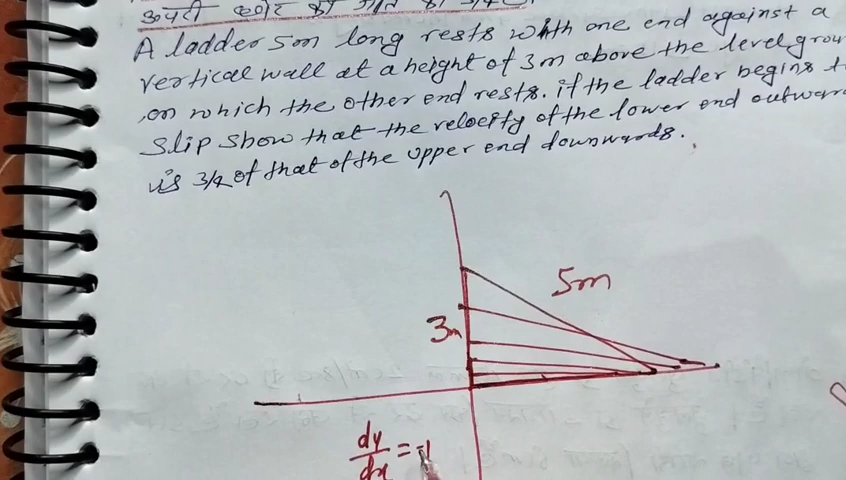 A ladder 5m long rests with one end against a
vertical wall at a height of 3m above the level
on which the other end rests. if the ladder begins
slip show that the velocity of the lower end
is 3/4 of that of the upper end downwards.
5m
3m
dy/dx = -1